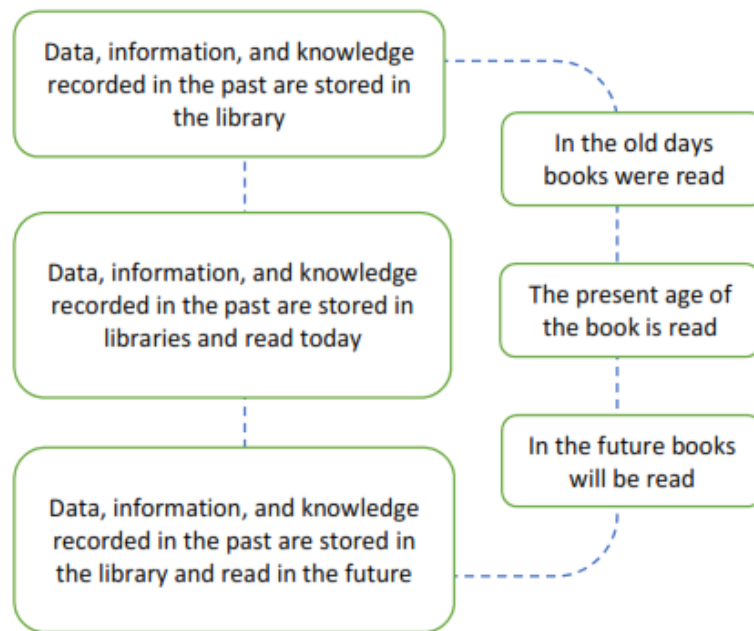 Data, information, and knowledge
recorded in the past are stored in
the library
In the old days
books were read
Data, information, and knowledge
recorded in the past are stored in
libraries and read today
The present age of
the book is read
In the future books
will be read
Data, information, and knowledge
recorded in the past are stored in
the library and read in the future